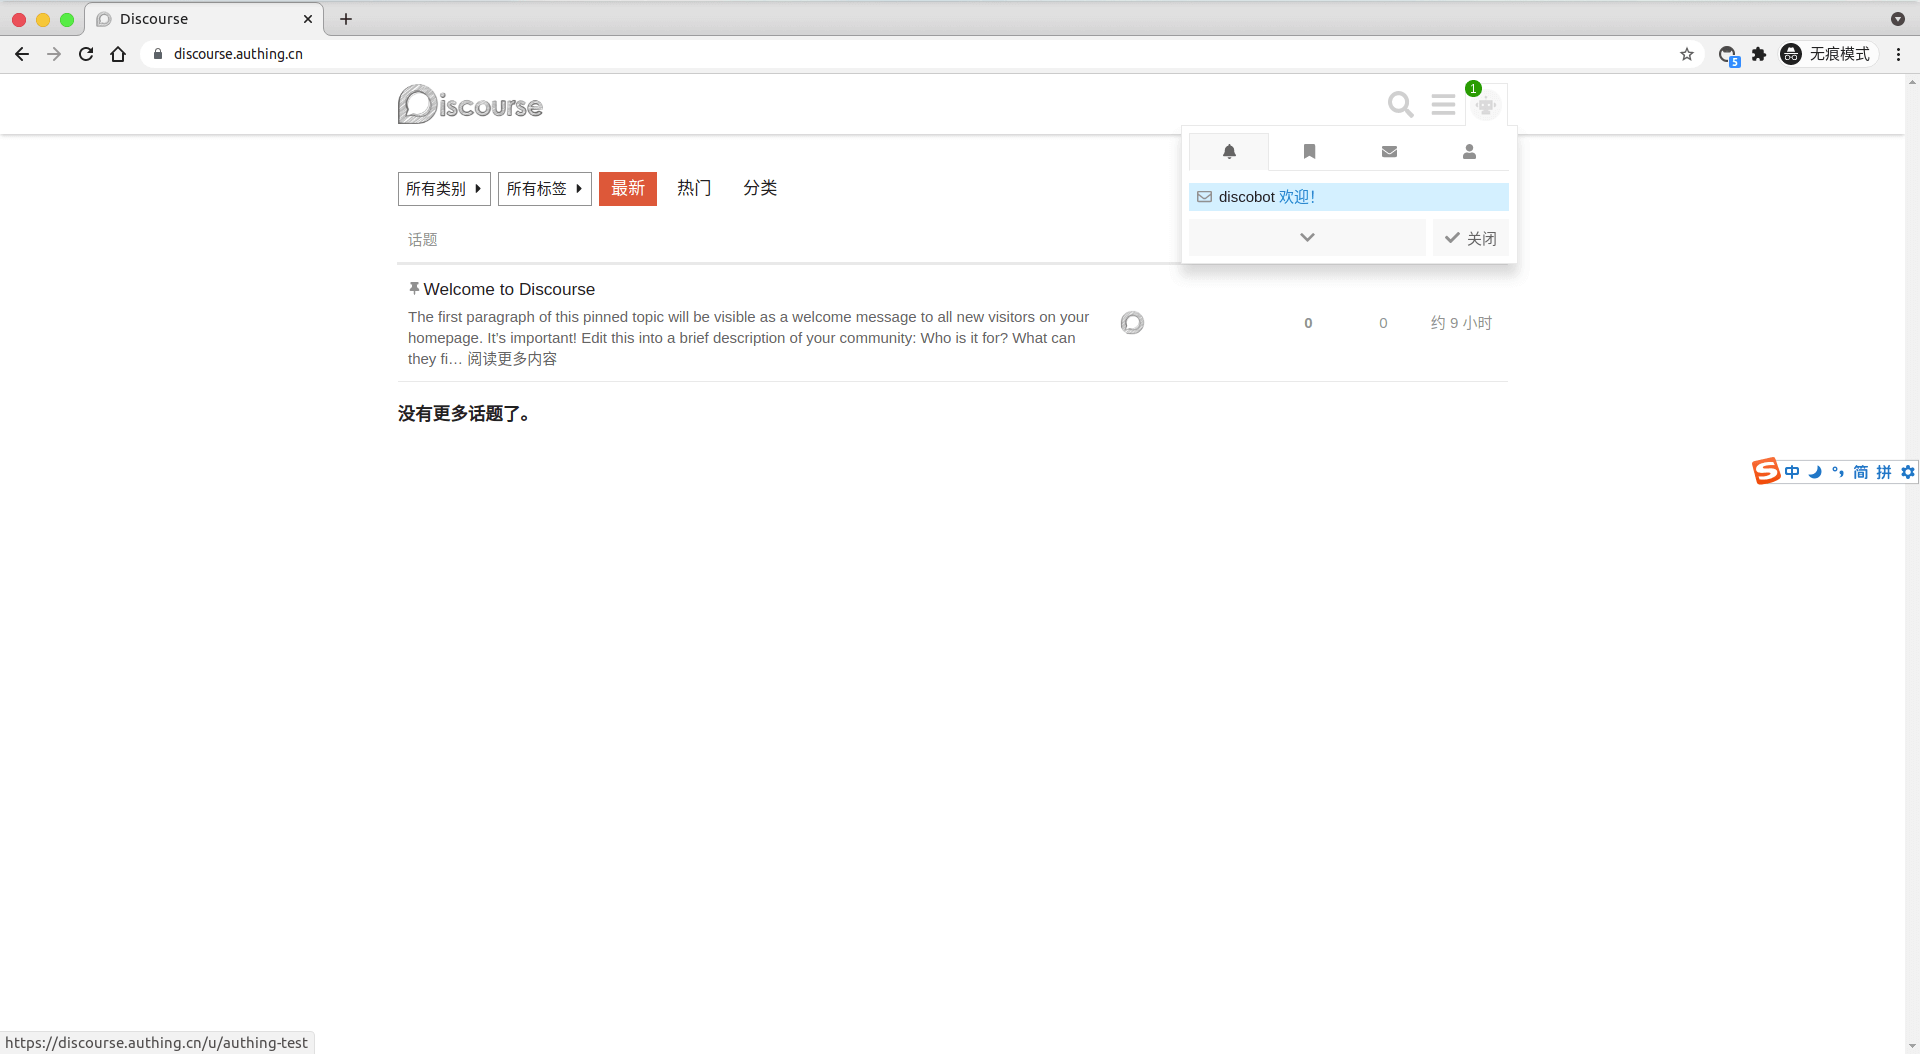 Discourse
discourse.authing.cn
5
无痕模式
Discourse
1
所有类别
所有标签
最新
热门
分类
discobot 欢迎!
关闭
话题
Welcome to Discourse
The first paragraph of this pinned topic will be visible as a welcome message to all new visitors on your
homepage. It's important! Edit this into a brief description of your community: Who is it for? What can
they fi… 阅读更多内容
0
0
约 9 小时
没有更多话题了。
S 中 °, 简 拼
https://discourse.authing.cn/u/authing-test